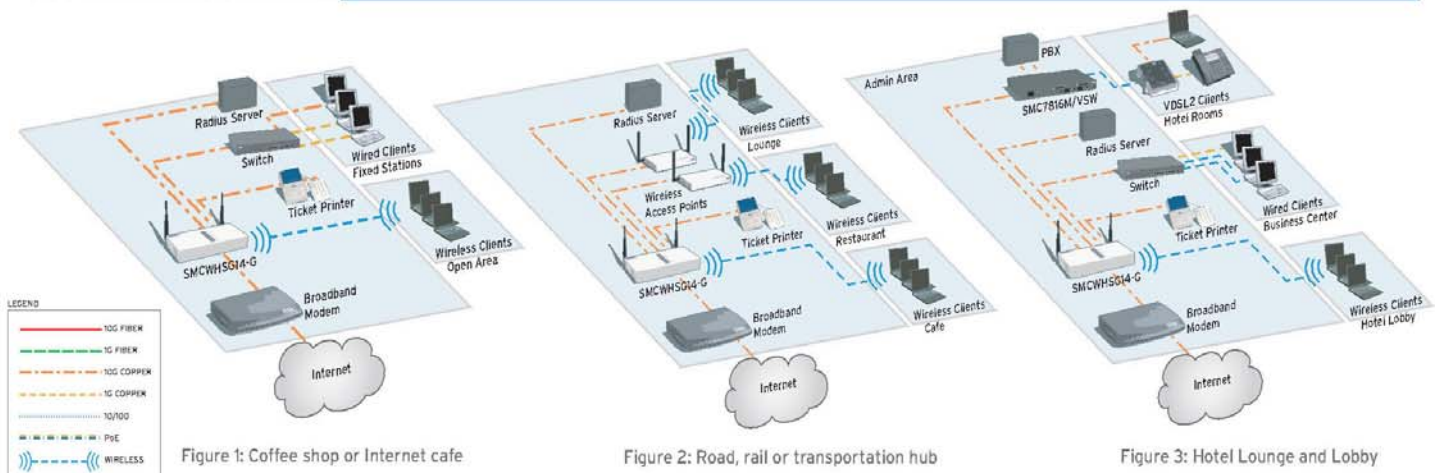 Radius Server
Switch
Wired Clients
Fixed Stations
Ticket Printer
Wireless Clients
Open Area
SMCWHSG14-G
Broadband
Modem
Internet
LEGEND
10G FIBER
1G FIBER
10G COPPER
1G COPPER
10/100
PoE
WIRELESS
Figure 1: Coffee shop or Internet cafe
Radius Server
Wireless Clients
Lounge
Wireless
Access Points
Wireless Clients
Restaurant
Ticket Printer
SMCWHSG14-G
Wireless Clients
Cafe
Broadband
Modem
Internet
Figure 2: Road, rail or transportation hub
Admin Area
PBX
SMC7816M/VSW
VDSL2 Clients
Hotel Rooms
Radius Server
Switch
Wired Clients
Business Center
Ticket Printer
SMCWHSG14-G
Wireless Clients
Hotel Lobby
Broadband
Modem
Internet
Figure 3: Hotel Lounge and Lobby